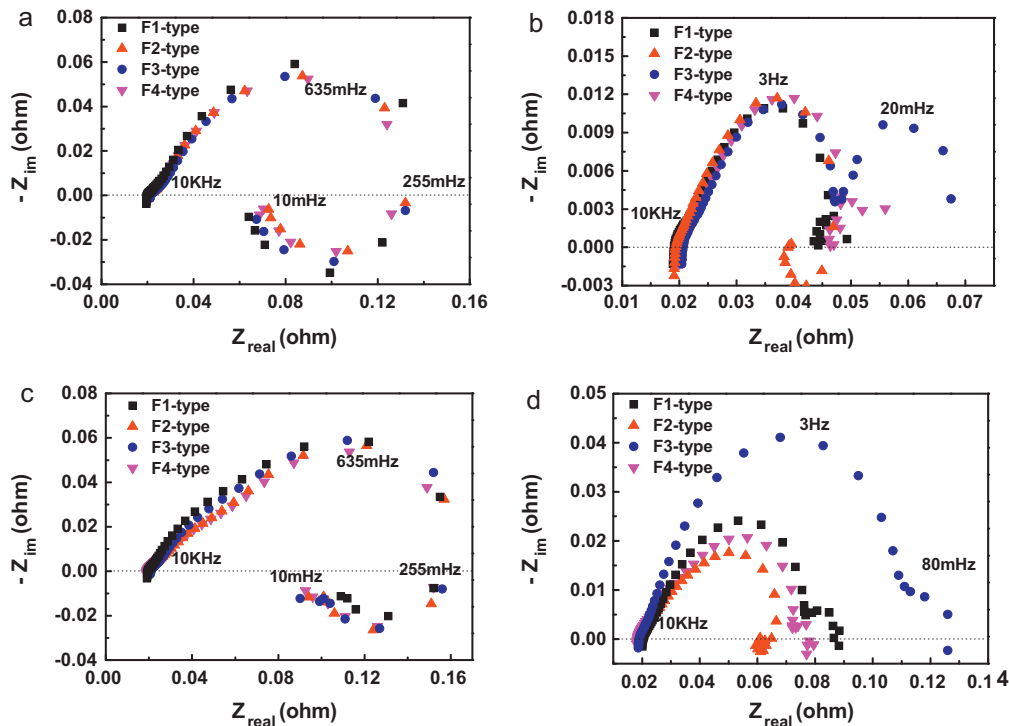 a
0.08
0.06
0.04
0.02
0.00
-0.02
-0.04
- Z_im (ohm)
F1-type
F2-type
F3-type
F4-type
635mHz
10KHz
10mHz
255mHz
0.00 0.04 0.08 0.12 0.16
Z_real (ohm)
b
0.018
0.015
0.012
0.009
0.006
0.003
0.000
-0.003
- Z_im (ohm)
F1-type
F2-type
F3-type
F4-type
3Hz
20mHz
10KHz
0.01 0.02 0.03 0.04 0.05 0.06 0.07
Z_real (ohm)
c
0.08
0.06
0.04
0.02
0.00
-0.02
-0.04
- Z_im (ohm)
F1-type
F2-type
F3-type
F4-type
635mHz
10KHz
10mHz
255mHz
0.00 0.04 0.08 0.12 0.16
Z_real (ohm)
d
0.05
0.04
0.03
0.02
0.01
0.00
-0.01
- Z_im (ohm)
F1-type
F2-type
F3-type
F4-type
3Hz
80mHz
10KHz
0.02 0.04 0.06 0.08 0.10 0.12 0.14
Z_real (ohm)